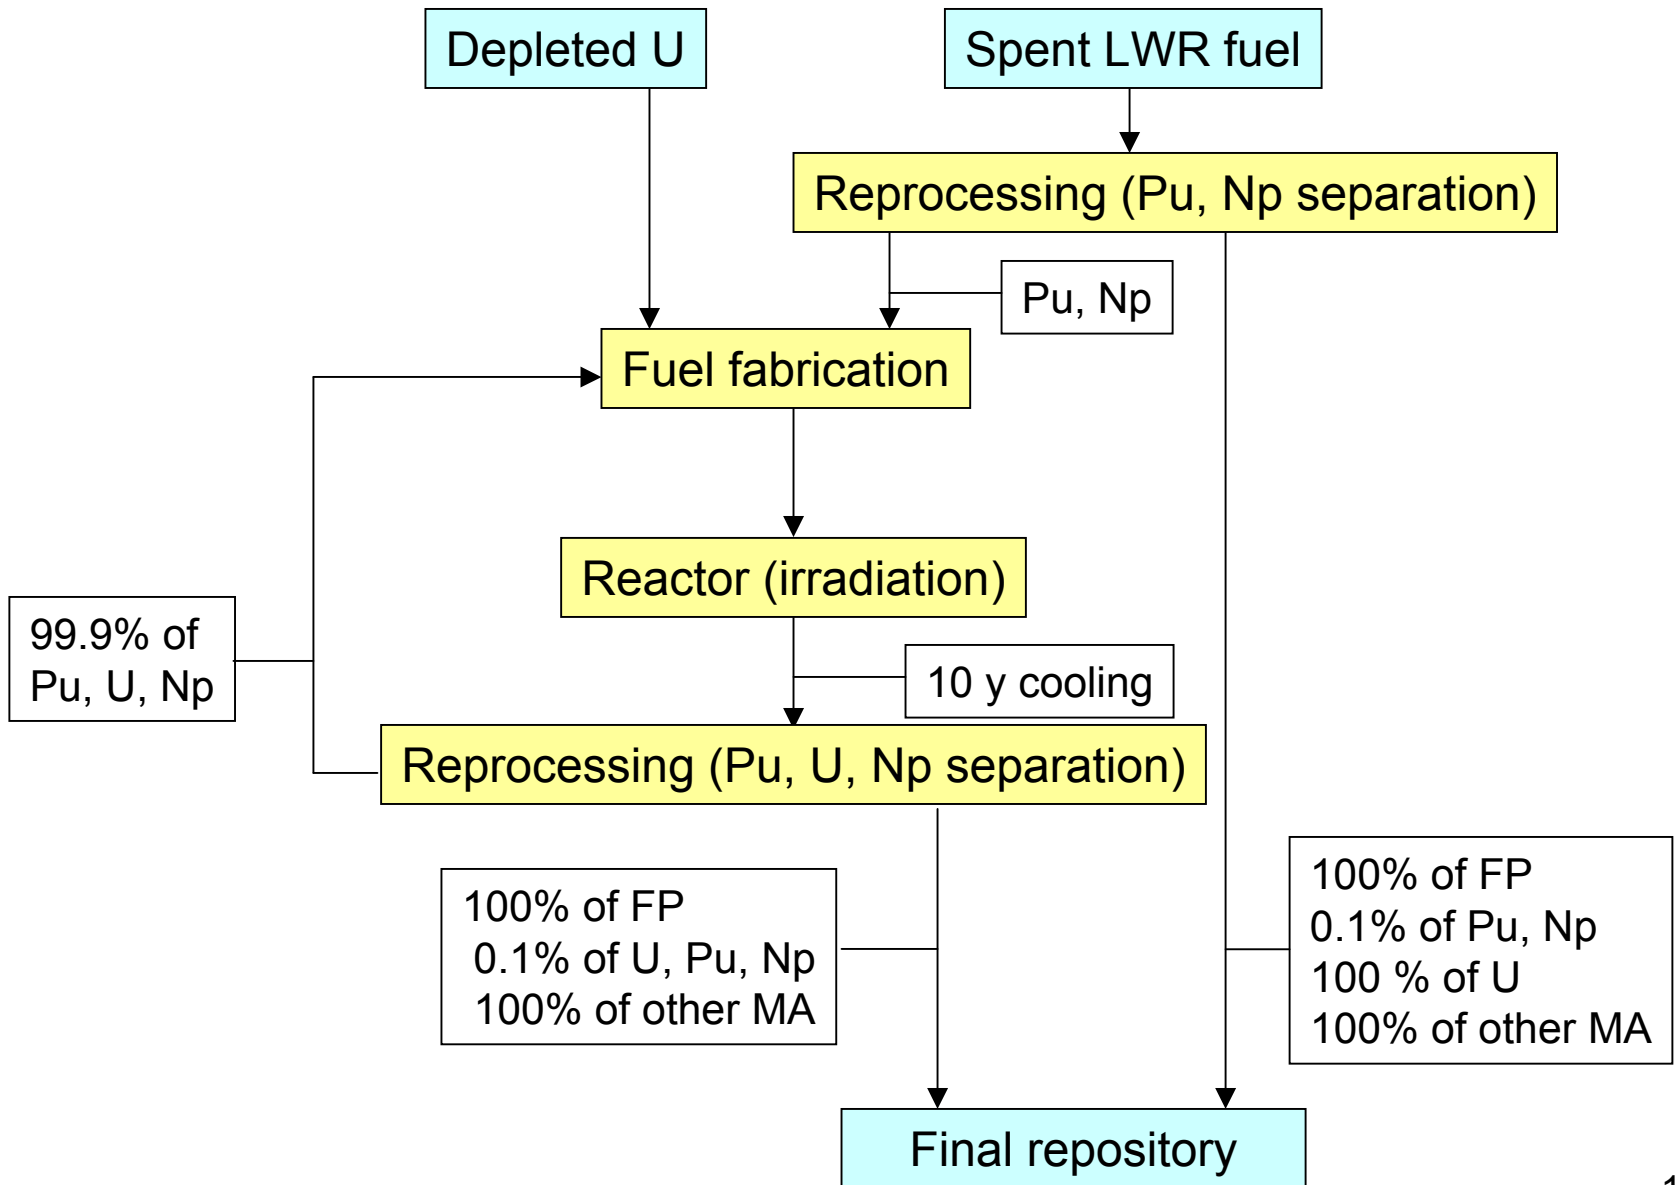 Depleted U
Spent LWR fuel
Reprocessing (Pu, Np separation)
Pu, Np
Fuel fabrication
Reactor (irradiation)
99.9% of
Pu, U, Np
10 y cooling
Reprocessing (Pu, U, Np separation)
100% of FP
0.1% of U, Pu, Np
100% of other MA
100% of FP
0.1% of Pu, Np
100 % of U
100% of other MA
Final repository
1